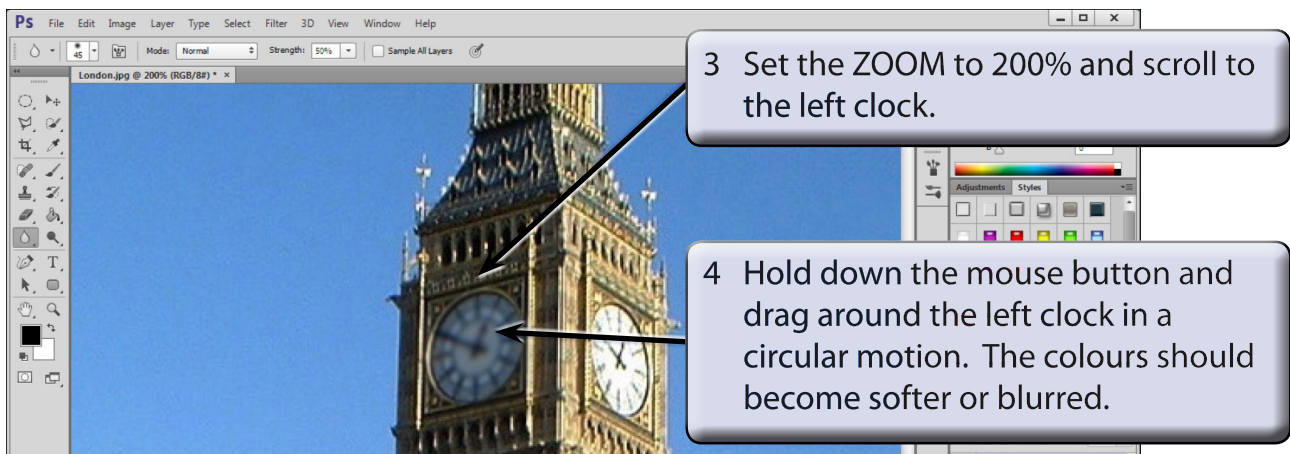 Ps File Edit Image Layer Type Select Filter 3D View Window Help
45 Mode: Normal Strength: 50% Sample All Layers
London.jpg @ 200% (RGB/8#) * ×
3 Set the ZOOM to 200% and scroll to
the left clock.
B 0
Adjustments Styles
4 Hold down the mouse button and
drag around the left clock in a
circular motion. The colours should
become softer or blurred.